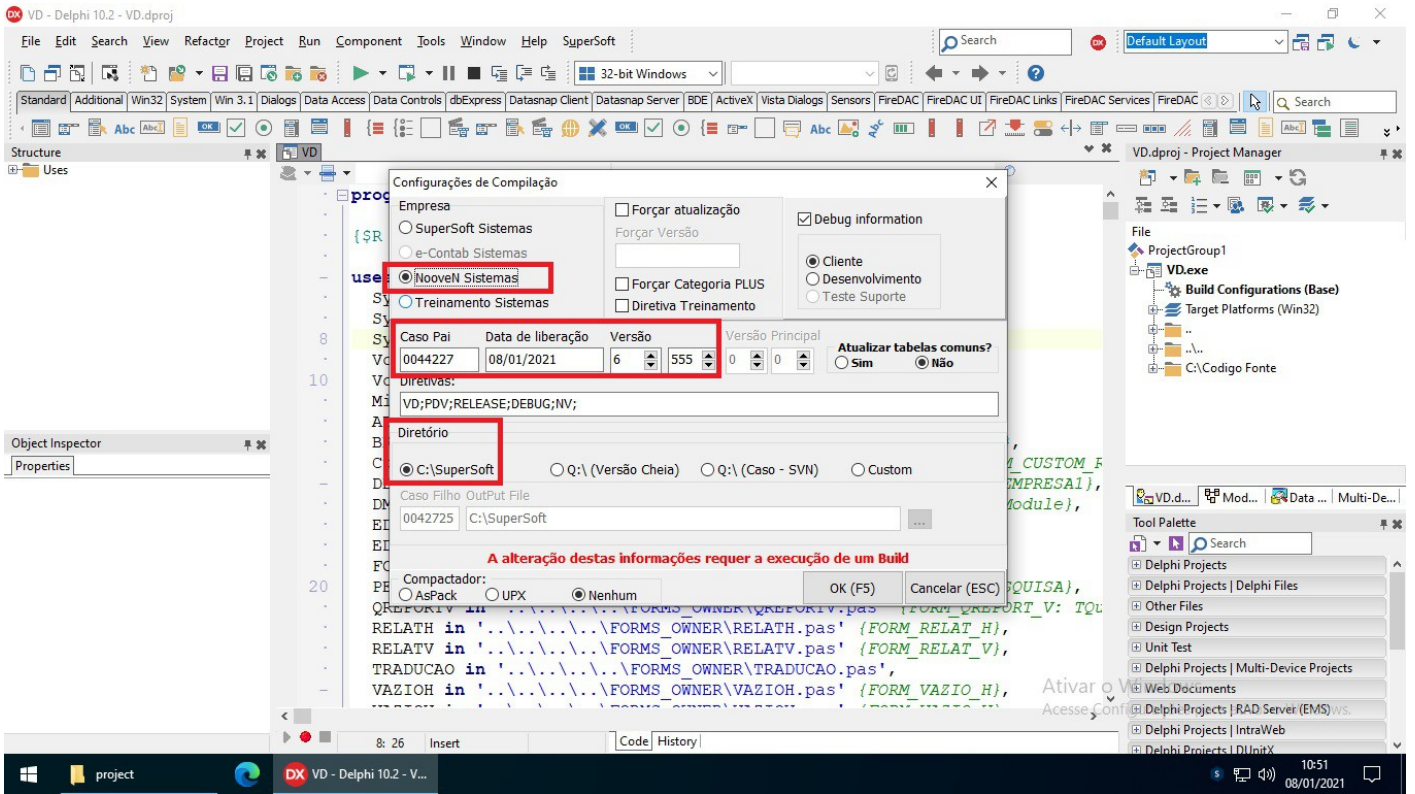 VD - Delphi 10.2 - VD.dproj
File Edit Search View Refactor Project Run Component Tools Window Help SuperSoft
Search
Default Layout
32-bit Windows
Standard Additional Win32 System Win 3.1 Dialogs Data Access Data Controls dbExpress Datasnap Client Datasnap Server BDE ActiveX Vista Dialogs Sensors FireDAC FireDAC UI FireDAC Links FireDAC Services FireDAC
Search
Structure
Uses
VD
Configurações de Compilação
Empresa
SuperSoft Sistemas
e-Contab Sistemas
NooveN Sistemas
Treinamento Sistemas
Forçar atualização
Forçar Versão
Forçar Categoria PLUS
Diretiva Treinamento
Debug information
Cliente
Desenvolvimento
Teste Suporte
Caso Pai Data de liberação Versão Versão Principal
0044227 08/01/2021 6 555 0 0
Atualizar tabelas comuns?
Sim Não
Diretivas:
VD;PDV;RELEASE;DEBUG;NV;
Diretório
C:\SuperSoft Q:\ (Versão Cheia) Q:\ (Caso - SVN) Custom
Caso Filho OutPut File
0042725 C:\SuperSoft ...
A alteração destas informações requer a execução de um Build
Compactador:
AsPack UPX Nenhum
OK (F5) Cancelar (ESC)
{$R
8
10
20
RELATH in '..\..\..\..\FORMS_OWNER\RELATH.pas' {FORM_RELAT_H},
RELATV in '..\..\..\..\FORMS_OWNER\RELATV.pas' {FORM_RELAT_V},
TRADUCAO in '..\..\..\..\FORMS_OWNER\TRADUCAO.pas',
VAZIOH in '..\..\..\..\FORMS_OWNER\VAZIOH.pas' {FORM_VAZIO_H},
8: 26 Insert
Code History
Object Inspector
Properties
VD.dproj - Project Manager
File
ProjectGroup1
VD.exe
Build Configurations (Base)
Target Platforms (Win32)
..
..\..
C:\Codigo Fonte
VD.d... Mod... Data ... Multi-De...
Tool Palette
Search
Delphi Projects
Delphi Projects | Delphi Files
Other Files
Design Projects
Unit Test
Delphi Projects | Multi-Device Projects
Web Documents
Delphi Projects | RAD Server (EMS)
Delphi Projects | IntraWeb
Delphi Projects | DUnitX
project
DX VD - Delphi 10.2 - V...
10:51
08/01/2021